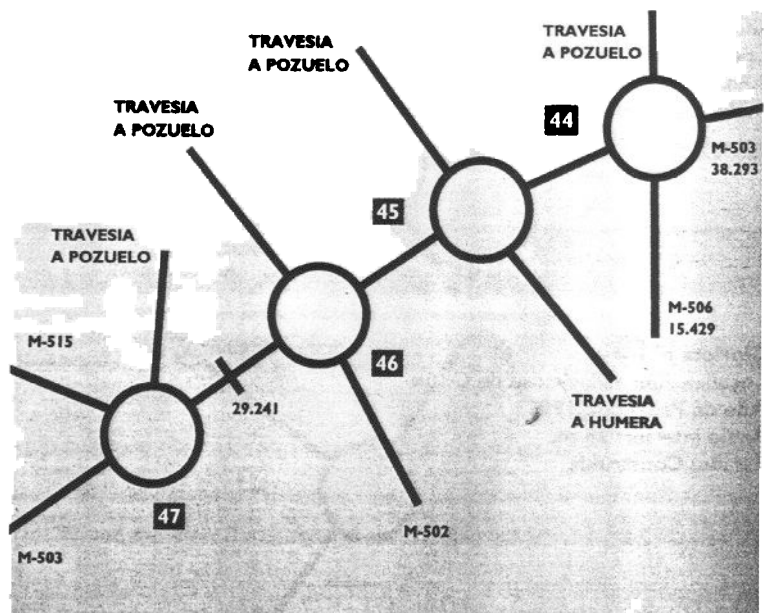 TRAVESIA
A POZUELO
TRAVESIA
A POZUELO
TRAVESIA
A POZUELO
TRAVESIA
A POZUELO
44
M-503
38.293
45
M-506
15.429
M-515
46
29.241
TRAVESIA
A HUMERA
47
M-502
M-503